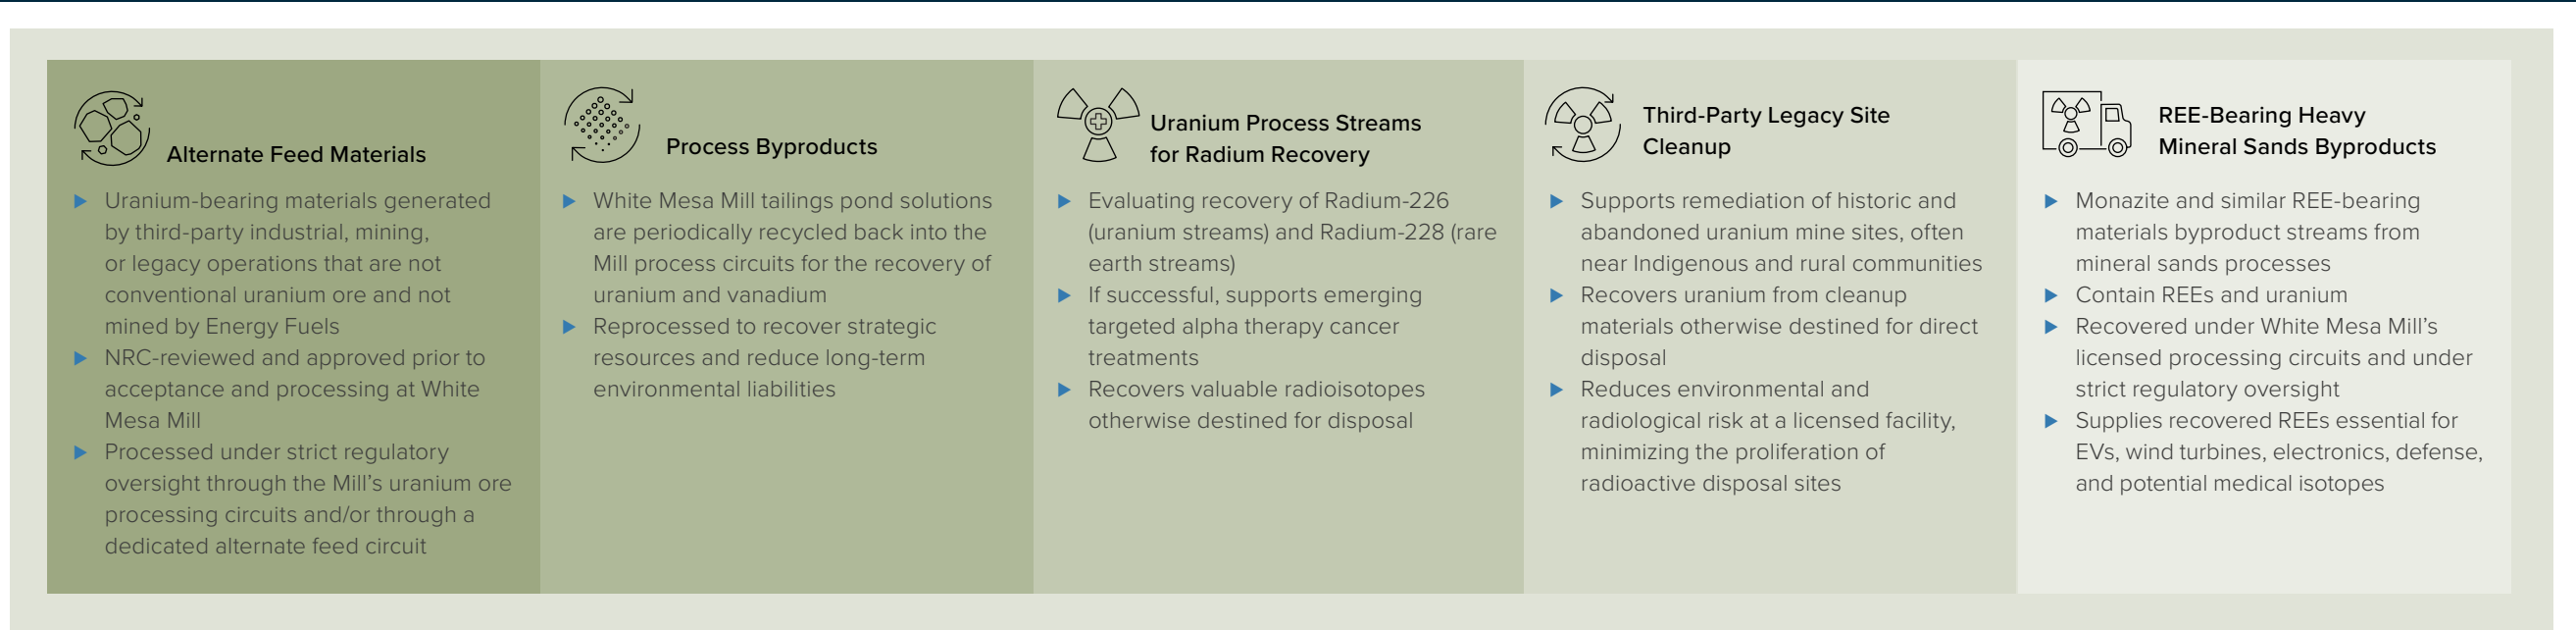 Alternate Feed Materials
Uranium-bearing materials generated
by third-party industrial, mining,
or legacy operations that are not
conventional uranium ore and not
mined by Energy Fuels
NRC-reviewed and approved prior to
acceptance and processing at White
Mesa Mill
Processed under strict regulatory
oversight through the Mill’s uranium ore
processing circuits and/or through a
dedicated alternate feed circuit
Process Byproducts
White Mesa Mill tailings pond solutions
are periodically recycled back into the
Mill process circuits for the recovery of
uranium and vanadium
Reprocessed to recover strategic
resources and reduce long-term
environmental liabilities
Uranium Process Streams
for Radium Recovery
Evaluating recovery of Radium-226
(uranium streams) and Radium-228 (rare
earth streams)
If successful, supports emerging
targeted alpha therapy cancer
treatments
Recovers valuable radioisotopes
otherwise destined for disposal
Third-Party Legacy Site
Cleanup
Supports remediation of historic and
abandoned uranium mine sites, often
near Indigenous and rural communities
Recovers uranium from cleanup
materials otherwise destined for direct
disposal
Reduces environmental and
radiological risk at a licensed facility,
minimizing the proliferation of
radioactive disposal sites
REE-Bearing Heavy
Mineral Sands Byproducts
Monazite and similar REE-bearing
materials byproduct streams from
mineral sands processes
Contain REEs and uranium
Recovered under White Mesa Mill’s
licensed processing circuits and under
strict regulatory oversight
Supplies recovered REEs essential for
EVs, wind turbines, electronics, defense,
and potential medical isotopes